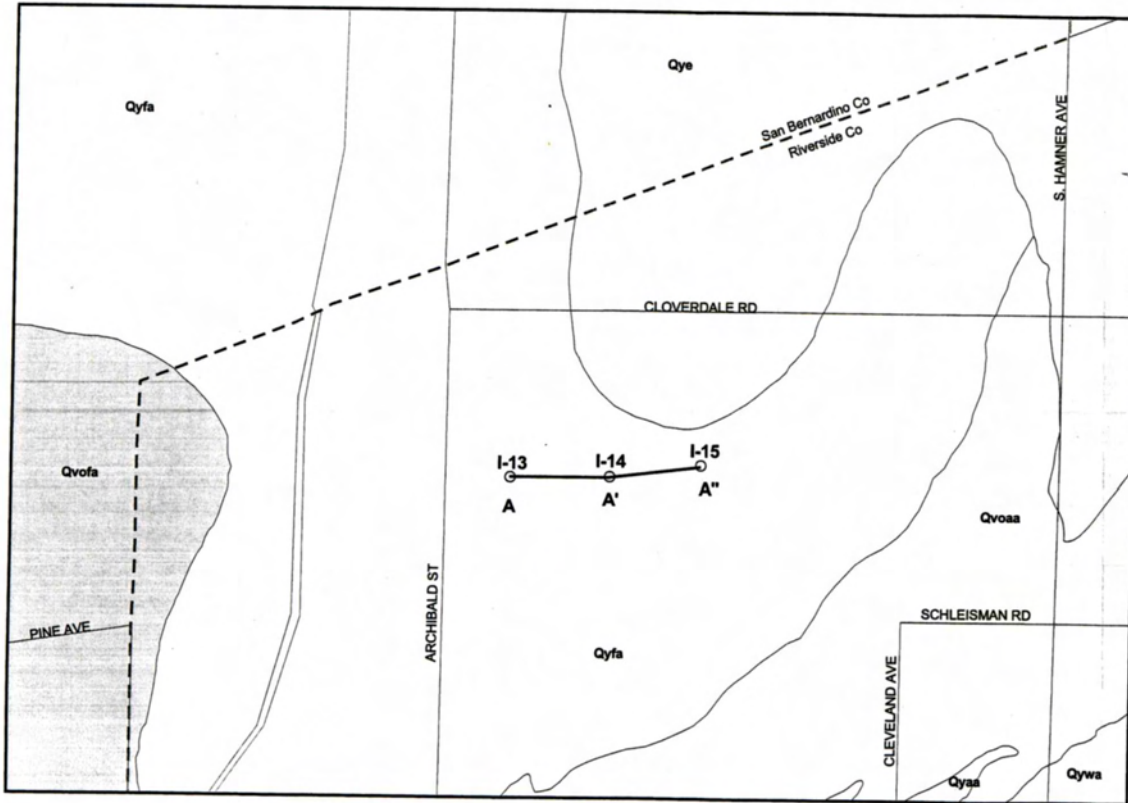 Qye
Qyfa
S. HAMNER AVE
San Bernardino Co
Riverside Co
CLOVERDALE RD
I-13
I-14
I-15
A
A'
A"
Qvofa
Qvoaa
ARCHIBALD ST
PINE AVE
SCHLEISMAN RD
Qyfa
CLEVELAND AVE
Qyaa
Qywa